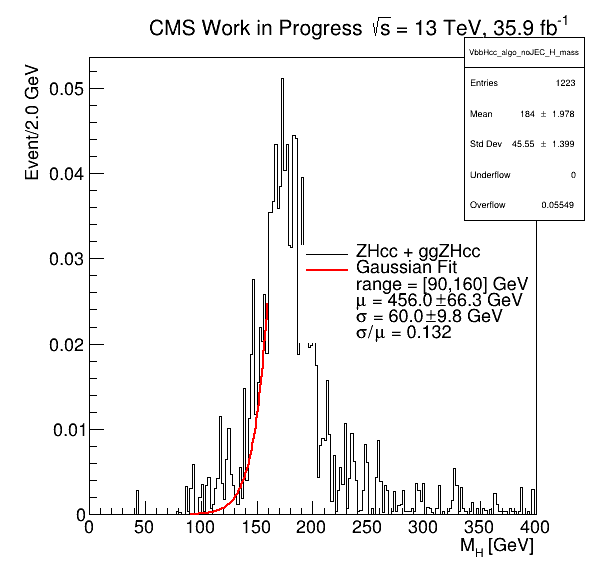 CMS Work in Progress √s = 13 TeV, 35.9 fb⁻¹
VbbHcc_algo_noJEC_H_mass
Entries 1223
Mean 184 ± 1.978
Std Dev 45.55 ± 1.399
Underflow 0
Overflow 0.05549
Event/2.0 GeV
0.05
0.04
0.03
0.02
0.01
0
ZHcc + ggZHcc
Gaussian Fit
range = [90,160] GeV
μ = 456.0±66.3 GeV
σ = 60.0±9.8 GeV
σ/μ = 0.132
0 50 100 150 200 250 300 350 400
M_H [GeV]